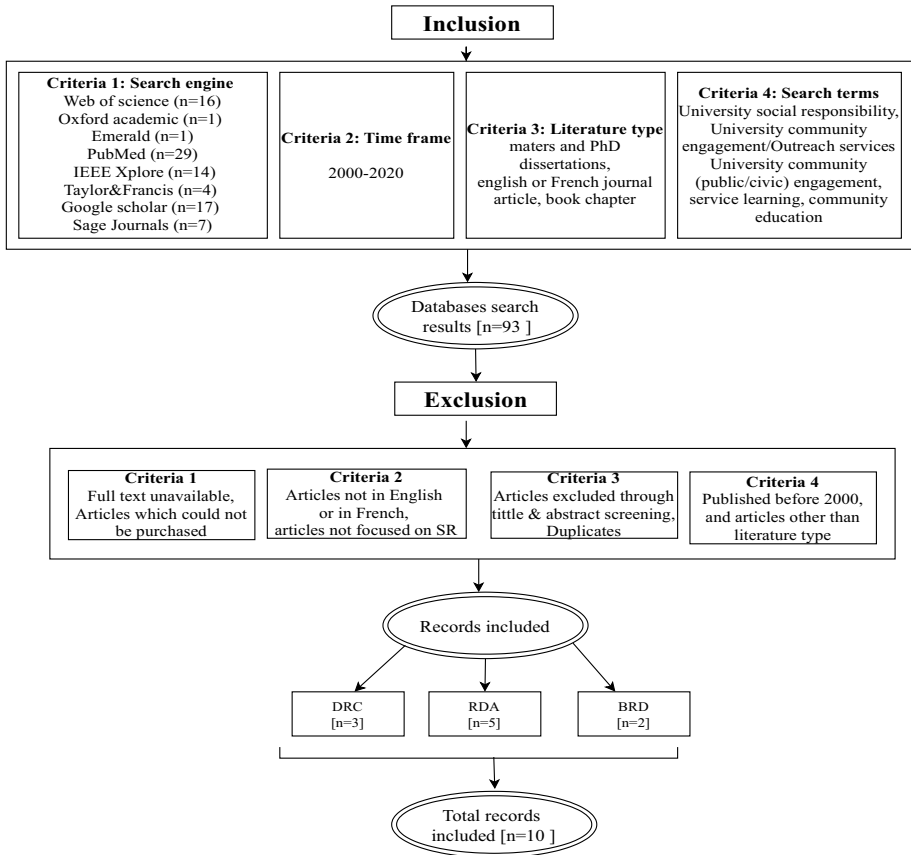 Inclusion
Criteria 1: Search engine
Web of science (n=16)
Oxford academic (n=1)
Emerald (n=1)
PubMed (n=29)
IEEE Xplore (n=14)
Taylor&Francis (n=4)
Google scholar (n=17)
Sage Journals (n=7)
Criteria 2: Time frame
2000-2020
Criteria 3: Literature type
maters and PhD
dissertations,
english or French journal
article, book chapter
Criteria 4: Search terms
University social responsibility,
University community
engagement/Outreach services
University community
(public/civic) engagement,
service learning, community
education
Databases search
results [n=93 ]
Exclusion
Criteria 1
Full text unavailable,
Articles which could not
be purchased
Criteria 2
Articles not in English
or in French,
articles not focused on SR
Criteria 3
Articles excluded through
tittle & abstract screening,
Duplicates
Criteria 4
Published before 2000,
and articles other than
literature type
Records included
DRC
[n=3]
RDA
[n=5]
BRD
[n=2]
Total records
included [n=10 ]